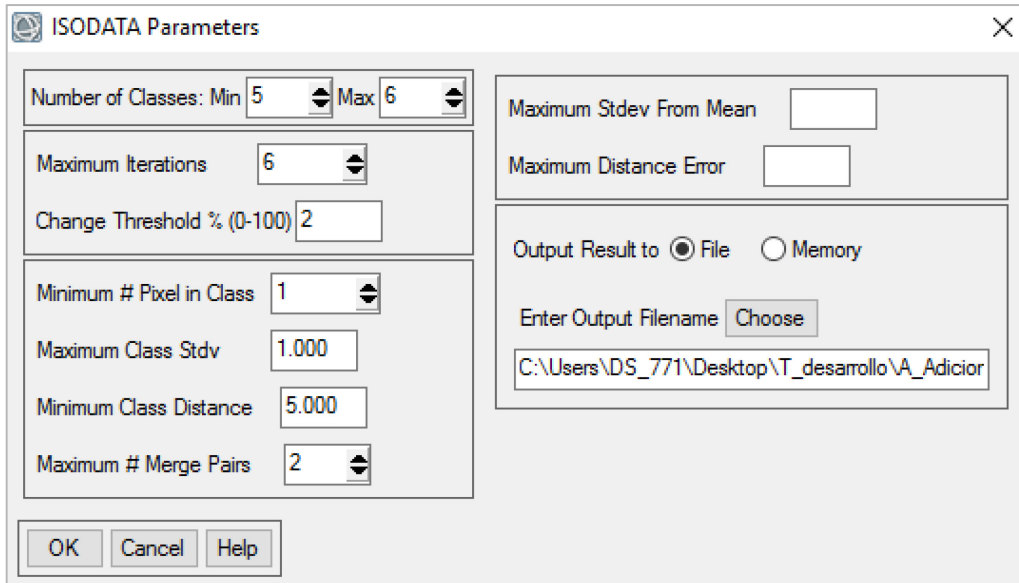 ISODATA Parameters
Number of Classes: Min 5 Max 6
Maximum Iterations 6
Change Threshold % (0-100) 2
Minimum # Pixel in Class 1
Maximum Class Stdv 1.000
Minimum Class Distance 5.000
Maximum # Merge Pairs 2
Maximum Stdev From Mean
Maximum Distance Error
Output Result to File Memory
Enter Output Filename Choose
C:\Users\DS_771\Desktop\T_desarrollo\A_Adicior
OK Cancel Help